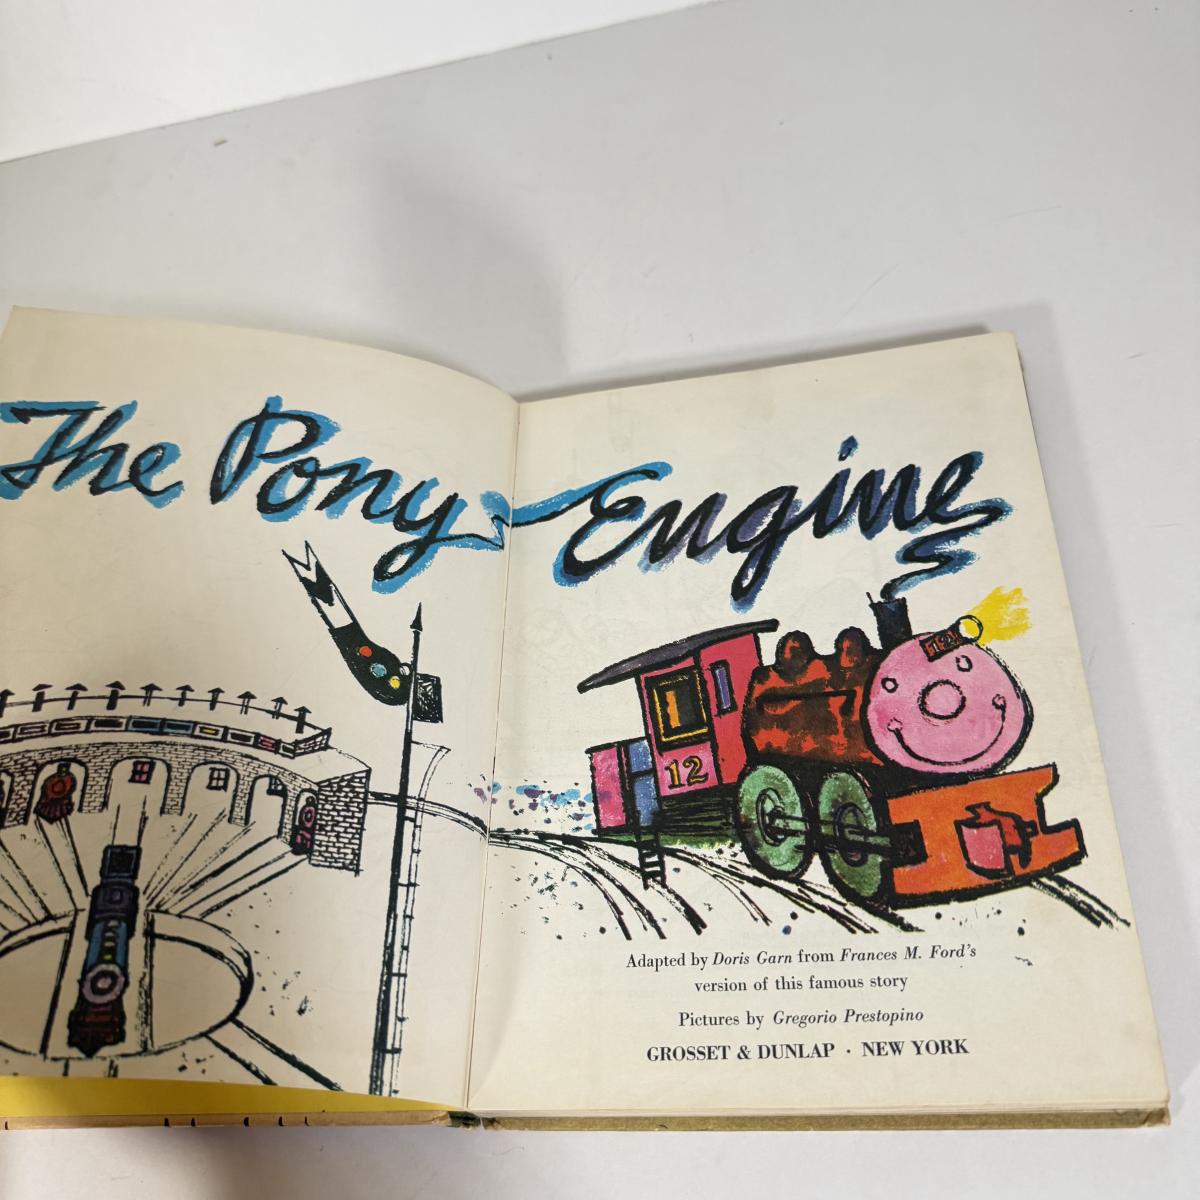 The Pony Engine
12
12
Adapted by Doris Garn from Frances M. Ford's
version of this famous story
Pictures by Gregorio Prestopino
GROSSET & DUNLAP · NEW YORK